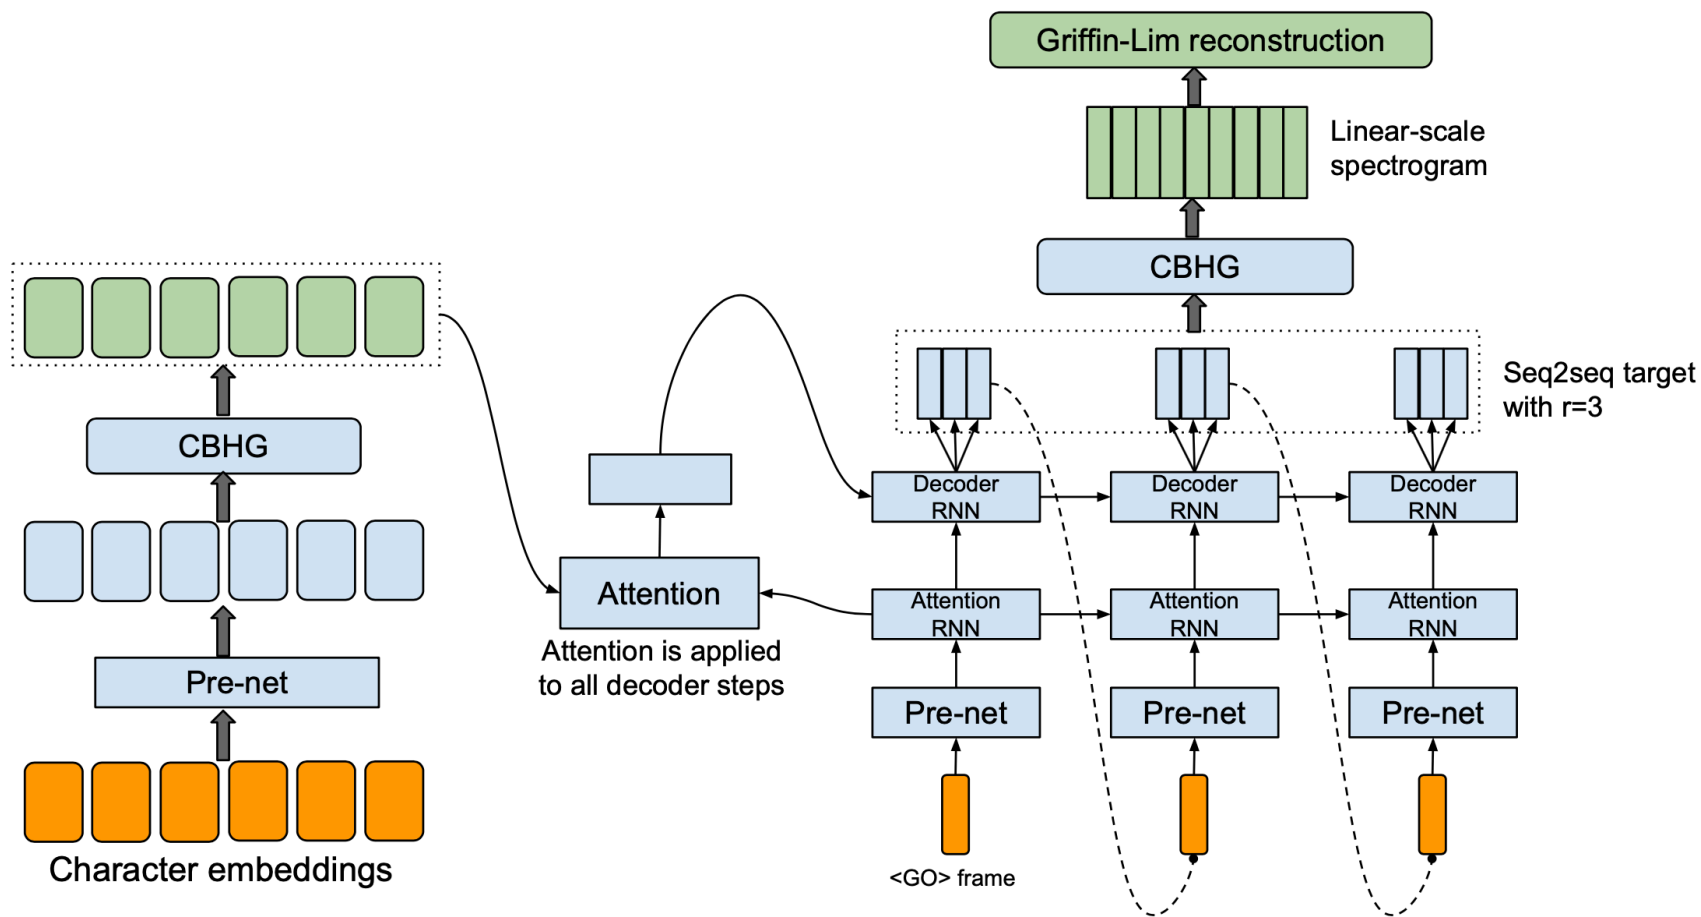 Griffin-Lim reconstruction
Linear-scale
spectrogram
CBHG
Seq2seq target
with r=3
CBHG
Pre-net
Character embeddings
Attention
Attention is applied
to all decoder steps
Decoder
RNN
Decoder
RNN
Decoder
RNN
Attention
RNN
Attention
RNN
Attention
RNN
Pre-net
Pre-net
Pre-net
<GO> frame